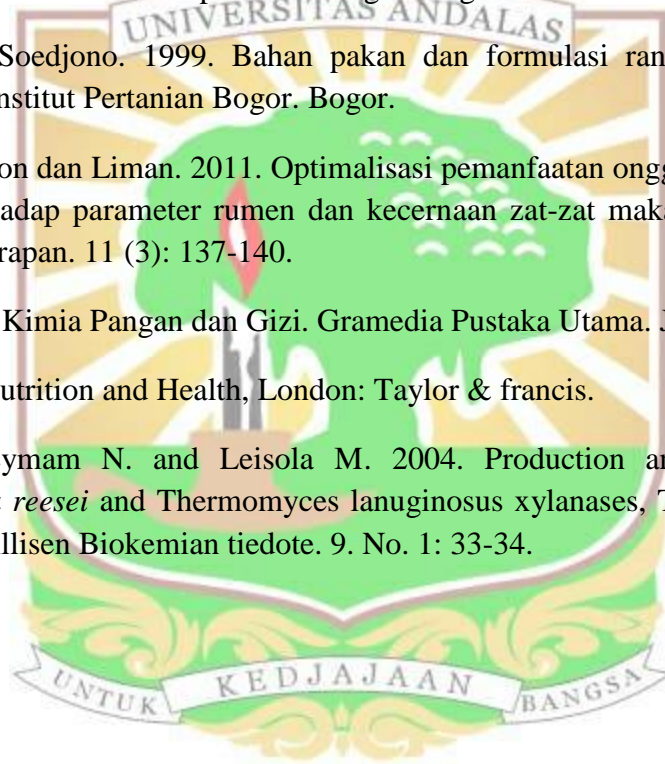 UNIVERSITAS ANDALAS
Soedjono. 1999. Bahan pakan dan formulasi ran
nstitut Pertanian Bogor. Bogor.
on dan Liman. 2011. Optimalisasi pemanfaatan ongg
adap parameter rumen dan kecernaan zat-zat maka
rapan. 11 (3): 137-140.
Kimia Pangan dan Gizi. Gramedia Pustaka Utama. J
utrition and Health, London: Taylor & francis.
ymam N. and Leisola M. 2004. Production an
reesei and Thermomyces lanuginosus xylanases, T
llisen Biokemian tiedote. 9. No. 1: 33-34.
UNTUK KEDJAJAAN BANGSA